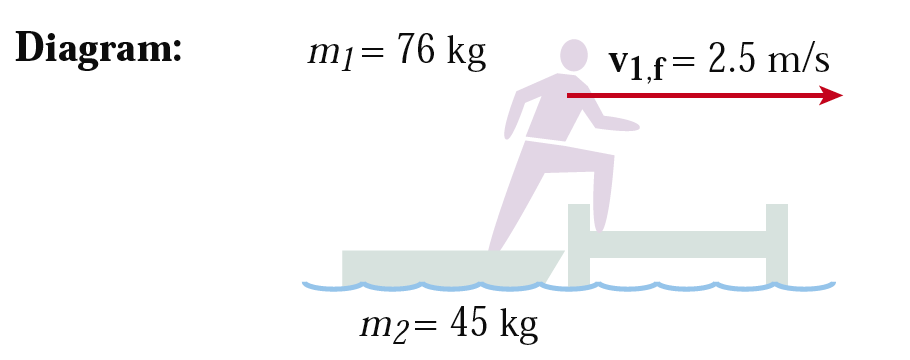 Diagram:
m1 = 76 kg
v1,f = 2.5 m/s
m2 = 45 kg